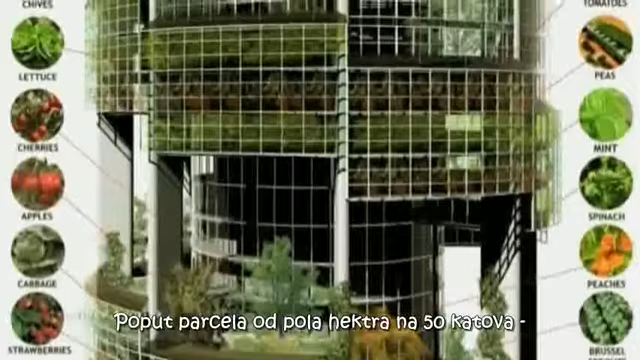 CHIVES
LETTUCE
CHERRIES
APPLES
CABBAGE
STRAWBERRIES
TOMATOES
PEAS
MINT
SPINACH
PEACHES
BRUSSEL
Poput parcela od pola hektra na 50 katova -